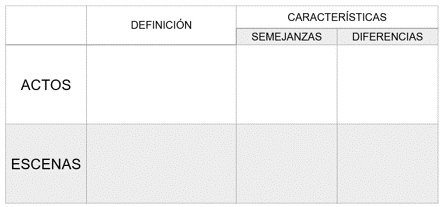 DEFINICIÓN
CARACTERÍSTICAS
SEMEJANZAS
DIFERENCIAS
ACTOS
ESCENAS